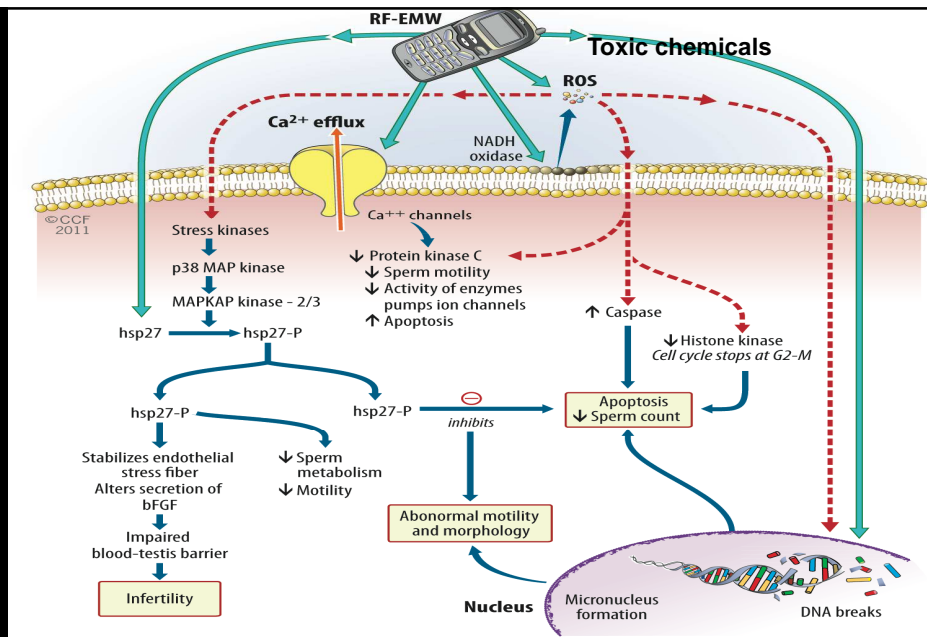 RF-EMW
Toxic chemicals
ROS
Ca2+ efflux
NADH
oxidase
©CCF
2011
Ca++ channels
Stress kinases
p38 MAP kinase
MAPKAP kinase - 2/3
hsp27
hsp27-P
↓ Protein kinase C
↓ Sperm motility
↓ Activity of enzymes
pumps ion channels
↑ Apoptosis
↑ Caspase
↓ Histone kinase
Cell cycle stops at G2-M
hsp27-P
hsp27-P
inhibits
Apoptosis
↓ Sperm count
Stabilizes endothelial
stress fiber
Alters secretion of
bFGF
↓ Sperm
metabolism
↓ Motility
Impaired
blood-testis barrier
Infertility
Abonormal motility
and morphology
Nucleus
Micronucleus
formation
DNA breaks